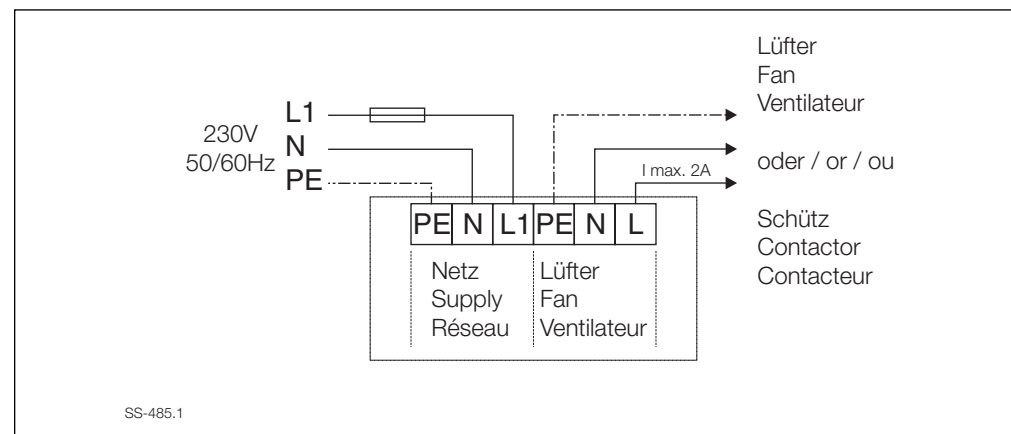 L1
230V
50/60Hz
N
PE
Lüfter
Fan
Ventilateur
oder / or / ou
I max. 2A
Schütz
Contactor
Contacteur
PE N L1 PE N L
Netz
Supply
Réseau
Lüfter
Fan
Ventilateur
SS-485.1